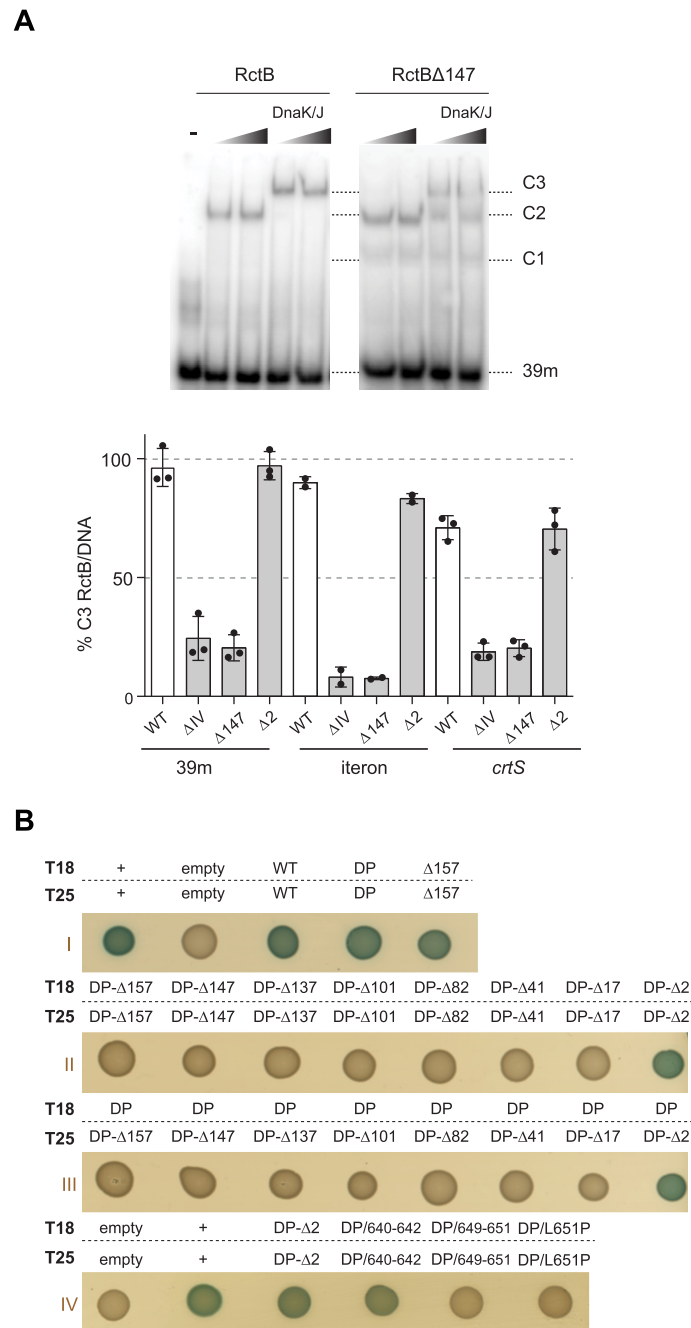 A
RctB RctBΔ147
DnaK/J DnaK/J
-
C3
C2
C1
39m
% C3 RctB/DNA
100
50
0
WT ΔIV Δ147 Δ2 WT ΔIV Δ147 Δ2 WT ΔIV Δ147 Δ2
39m iteron crtS
B
T18 + empty WT DP Δ157
T25 + empty WT DP Δ157
I
T18 DP-Δ157 DP-Δ147 DP-Δ137 DP-Δ101 DP-Δ82 DP-Δ41 DP-Δ17 DP-Δ2
T25 DP-Δ157 DP-Δ147 DP-Δ137 DP-Δ101 DP-Δ82 DP-Δ41 DP-Δ17 DP-Δ2
II
T18 DP DP DP DP DP DP DP DP
T25 DP-Δ157 DP-Δ147 DP-Δ137 DP-Δ101 DP-Δ82 DP-Δ41 DP-Δ17 DP-Δ2
III
T18 empty + DP-Δ2 DP/640-642 DP/649-651 DP/L651P
T25 empty + DP-Δ2 DP/640-642 DP/649-651 DP/L651P
IV